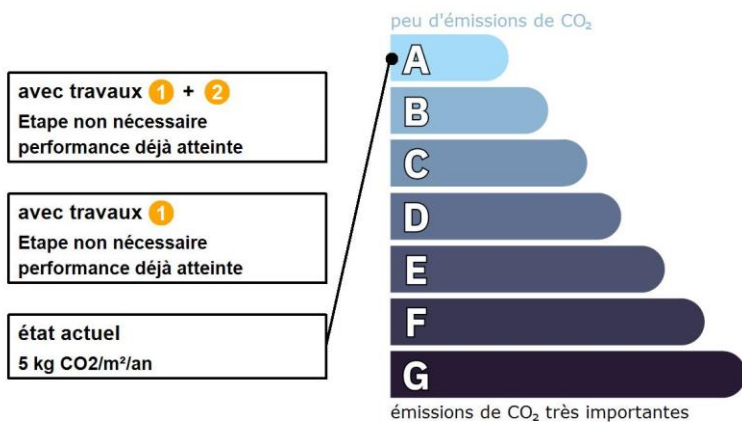 peu d'émissions de CO₂
avec travaux 1 + 2
Etape non nécessaire
performance déjà atteinte
avec travaux 1
Etape non nécessaire
performance déjà atteinte
état actuel
5 kg CO2/m²/an
A
B
C
D
E
F
G
émissions de CO₂ très importantes